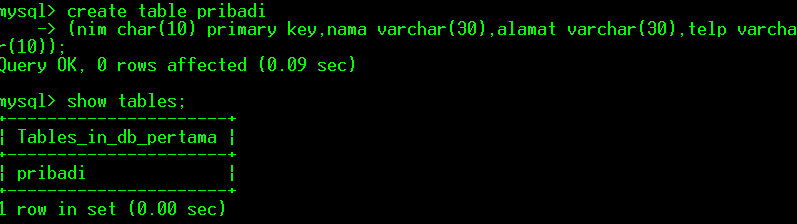 mysql> create table pribadi
    -> (nim char(10) primary key,nama varchar(30),alamat varchar(30),telp varcha
r(10));
Query OK, 0 rows affected (0.09 sec)

mysql> show tables;
+----------------------+
| Tables_in_db_pertama |
+----------------------+
| pribadi              |
+----------------------+
1 row in set (0.00 sec)